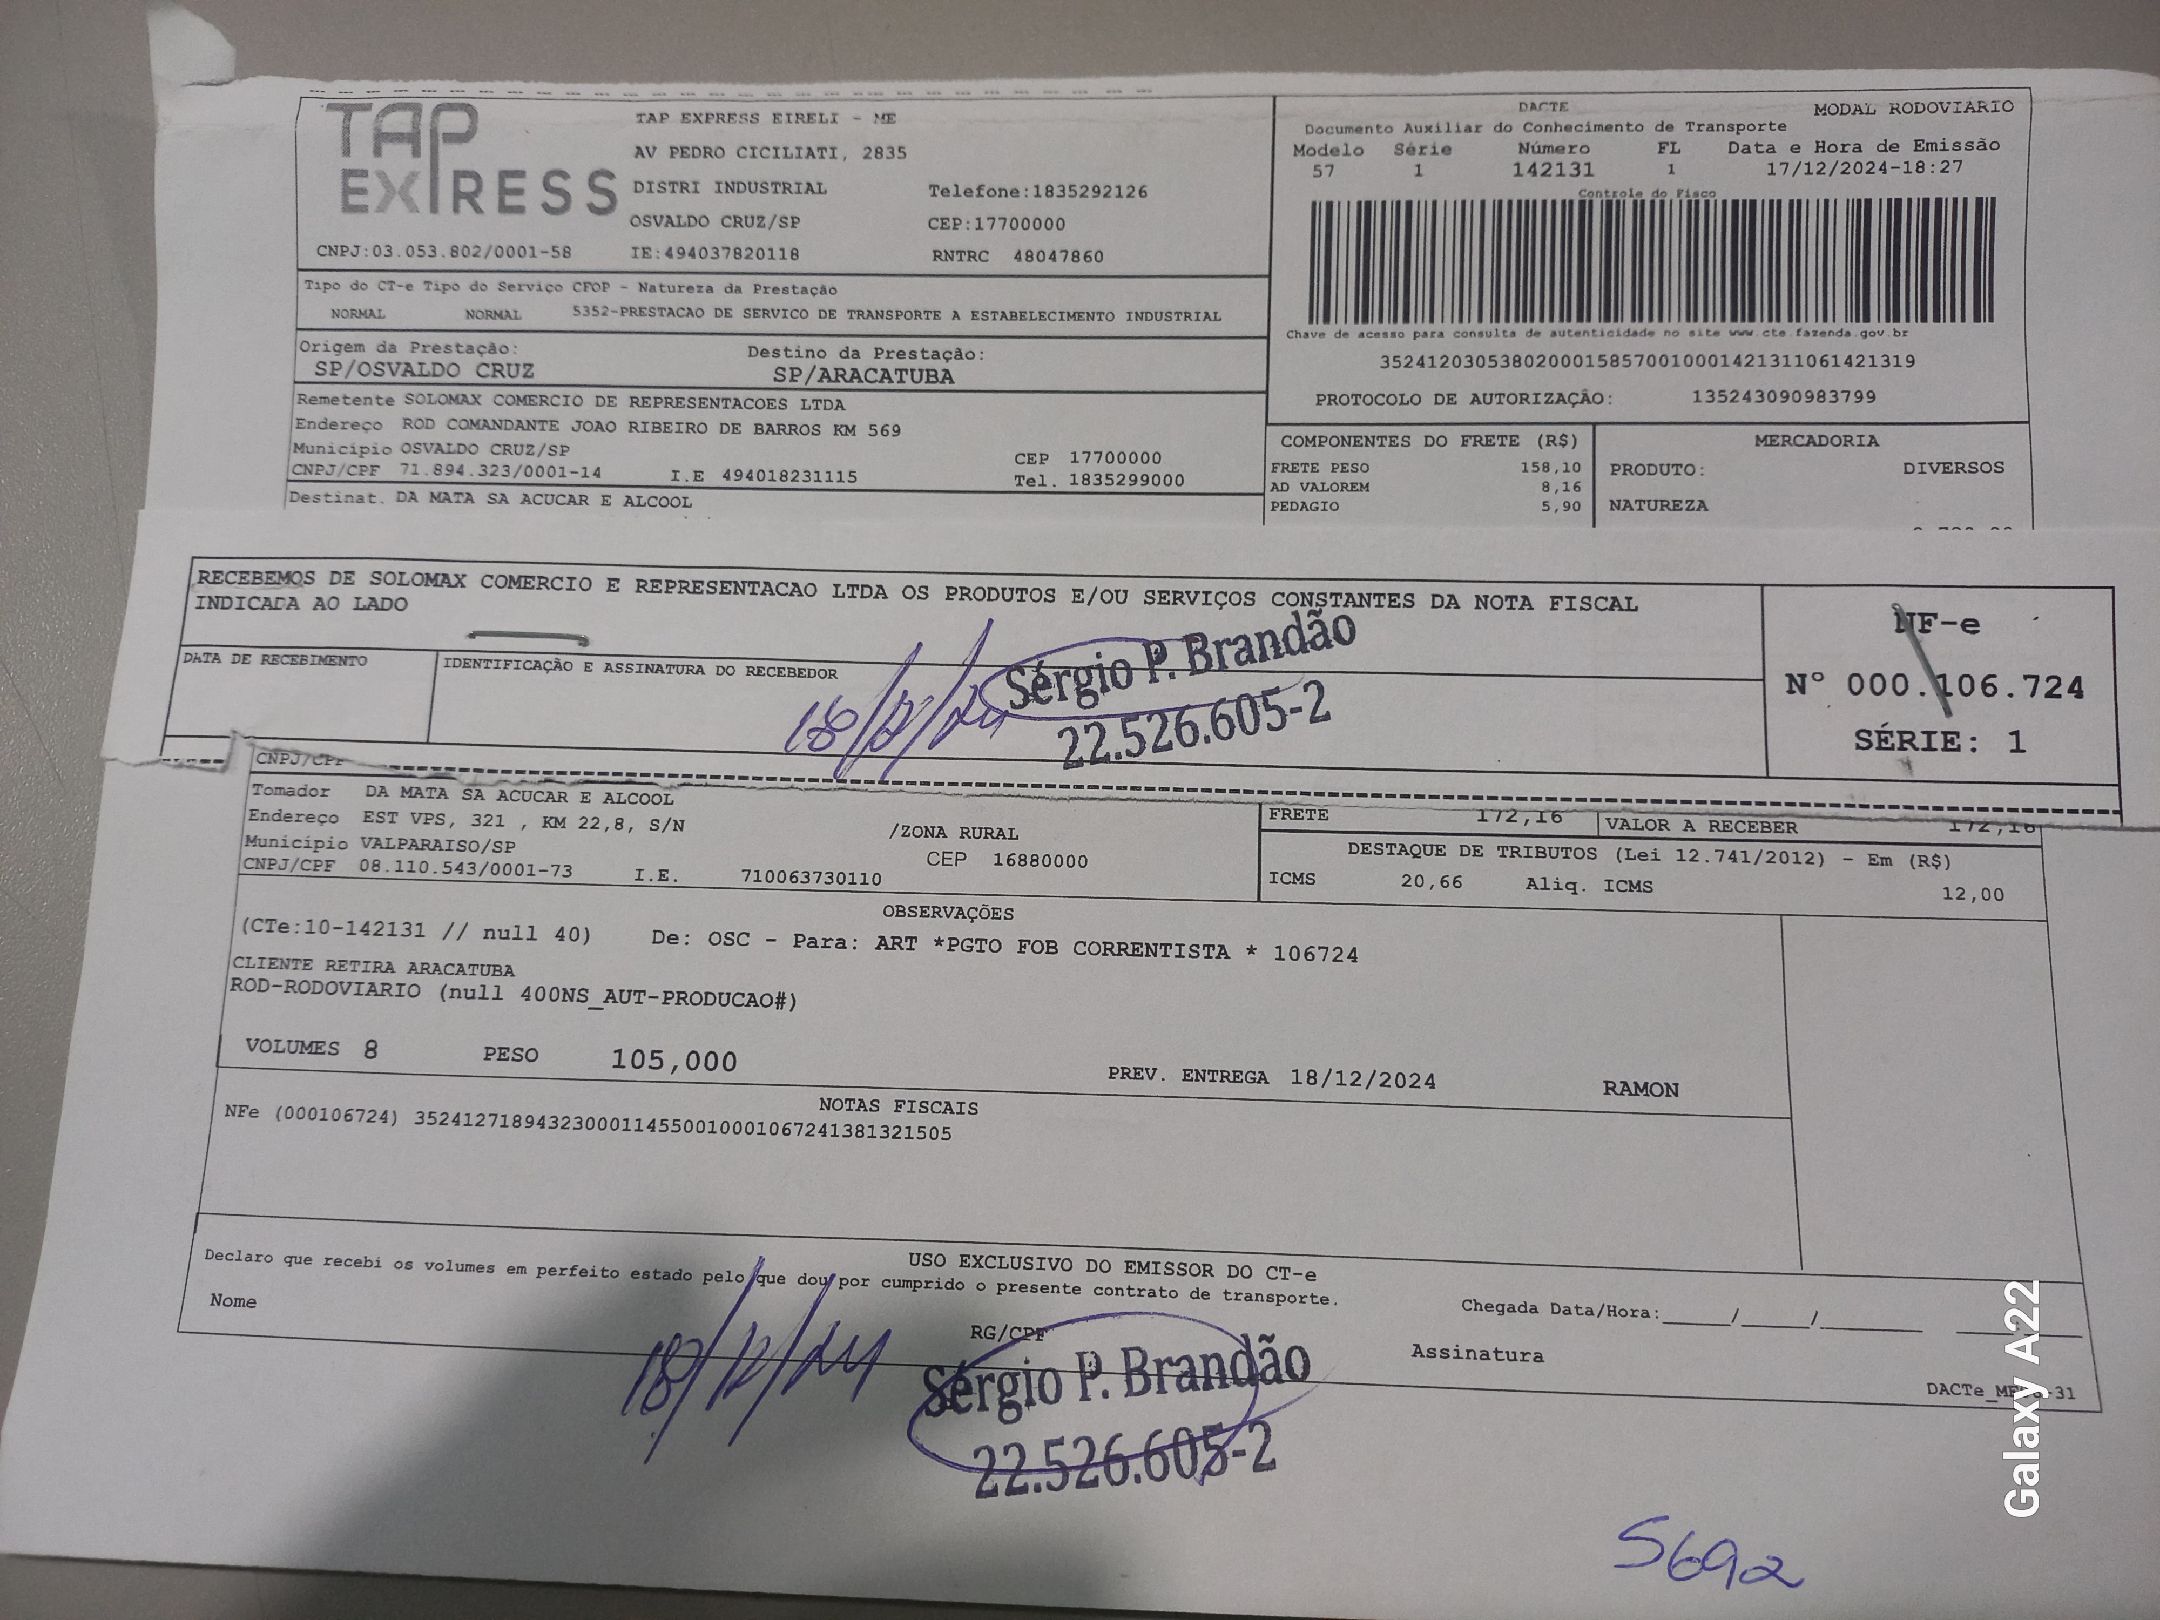 TAP EXPRESS
TAP EXPRESS EIRELI - ME
AV PEDRO CICILIATI, 2835
DISTRI INDUSTRIAL Telefone:1835292126
OSVALDO CRUZ/SP CEP:17700000
CNPJ:03.053.802/0001-58 IE:494037820118 RNTRC 48047860
DACTE MODAL RODOVIÁRIO
Documento Auxiliar do Conhecimento de Transporte
Modelo Série Número FL Data e Hora de Emissão
57 1 142131 1 17/12/2024-18:27
Controle do Fisco
Chave de acesso para consulta de autenticidade no site www.cte.fazenda.gov.br
35241203053802000158570010001421311061421319
PROTOCOLO DE AUTORIZAÇÃO: 135243090983799
Tipo do CT-e Tipo do Serviço CFOP - Natureza da Prestação
NORMAL NORMAL 5352-PRESTACAO DE SERVICO DE TRANSPORTE A ESTABELECIMENTO INDUSTRIAL
Origem da Prestação: Destino da Prestação:
SP/OSVALDO CRUZ SP/ARACATUBA
Remetente SOLOMAX COMERCIO DE REPRESENTACOES LTDA
Endereço ROD COMANDANTE JOAO RIBEIRO DE BARROS KM 569
Município OSVALDO CRUZ/SP CEP 17700000
CNPJ/CPF 71.894.323/0001-14 I.E 494018231115 Tel. 1835299000
Destinat. DA MATA SA ACUCAR E ALCOOL
COMPONENTES DO FRETE (R$) MERCADORIA
FRETE PESO 158,10 PRODUTO: DIVERSOS
AD VALOREM 8,16
PEDAGIO 5,90 NATUREZA
RECEBEMOS DE SOLOMAX COMERCIO E REPRESENTACAO LTDA OS PRODUTOS E/OU SERVIÇOS CONSTANTES DA NOTA FISCAL
INDICADA AO LADO
DATA DE RECEBIMENTO IDENTIFICAÇÃO E ASSINATURA DO RECEBEDOR
18/12/24 Sérgio P. Brandão
22.526.605-2
NF-e
N° 000.106.724
SÉRIE: 1
CNPJ/CPF
Tomador DA MATA SA ACUCAR E ALCOOL
Endereço EST VPS, 321 , KM 22,8, S/N /ZONA RURAL
Município VALPARAISO/SP CEP 16880000
CNPJ/CPF 08.110.543/0001-73 I.E. 710063730110
FRETE 172,16 VALOR A RECEBER 172,16
DESTAQUE DE TRIBUTOS (Lei 12.741/2012) - Em (R$)
ICMS 20,66 Aliq. ICMS 12,00
OBSERVAÇÕES
(CTe:10-142131 // null 40) De: OSC - Para: ART *PGTO FOB CORRENTISTA * 106724
CLIENTE RETIRA ARACATUBA
ROD-RODOVIARIO (null 400NS_AUT-PRODUCAO#)
VOLUMES 8 PESO 105,000 PREV. ENTREGA 18/12/2024 RAMON
NOTAS FISCAIS
NFe (000106724) 35241271894323000114550010001067241381321505
USO EXCLUSIVO DO EMISSOR DO CT-e
Declaro que recebi os volumes em perfeito estado pelo que dou por cumprido o presente contrato de transporte.
Nome RG/CPF Assinatura
Chegada Data/Hora:_____/_____/_______
18/12/24 Sérgio P. Brandão
22.526.605-2
5692
Galaxy A22